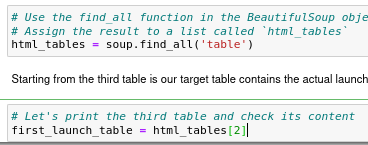 # Use the find_all function in the BeautifulSoup obje
# Assign the result to a list called `html_tables`
html_tables = soup.find_all('table')
Starting from the third table is our target table contains the actual launch
# Let's print the third table and check its content
first_launch_table = html_tables[2]